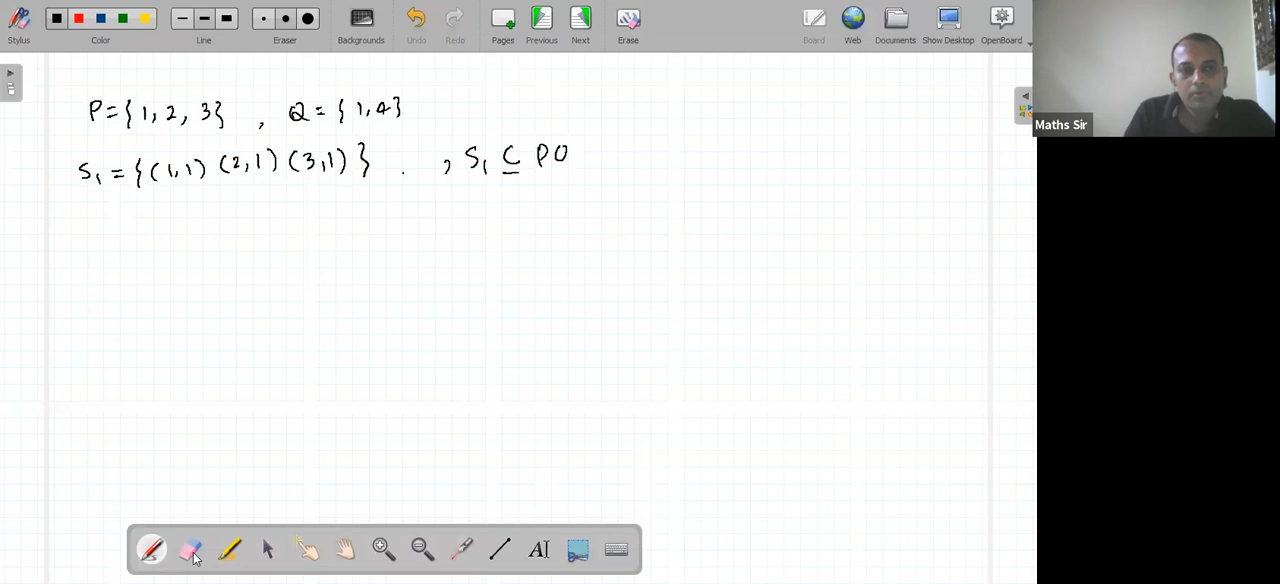 Stylus Color Line Eraser Backgrounds Undo Redo Pages Previous Next Erase Board Web Documents Show Desktop OpenBoard
Maths Sir
P = { 1, 2, 3 } , Q = { 1, 4 }
S₁ = { (1,1) (2,1) (3,1) } . , S₁ ⊆ P O
AI